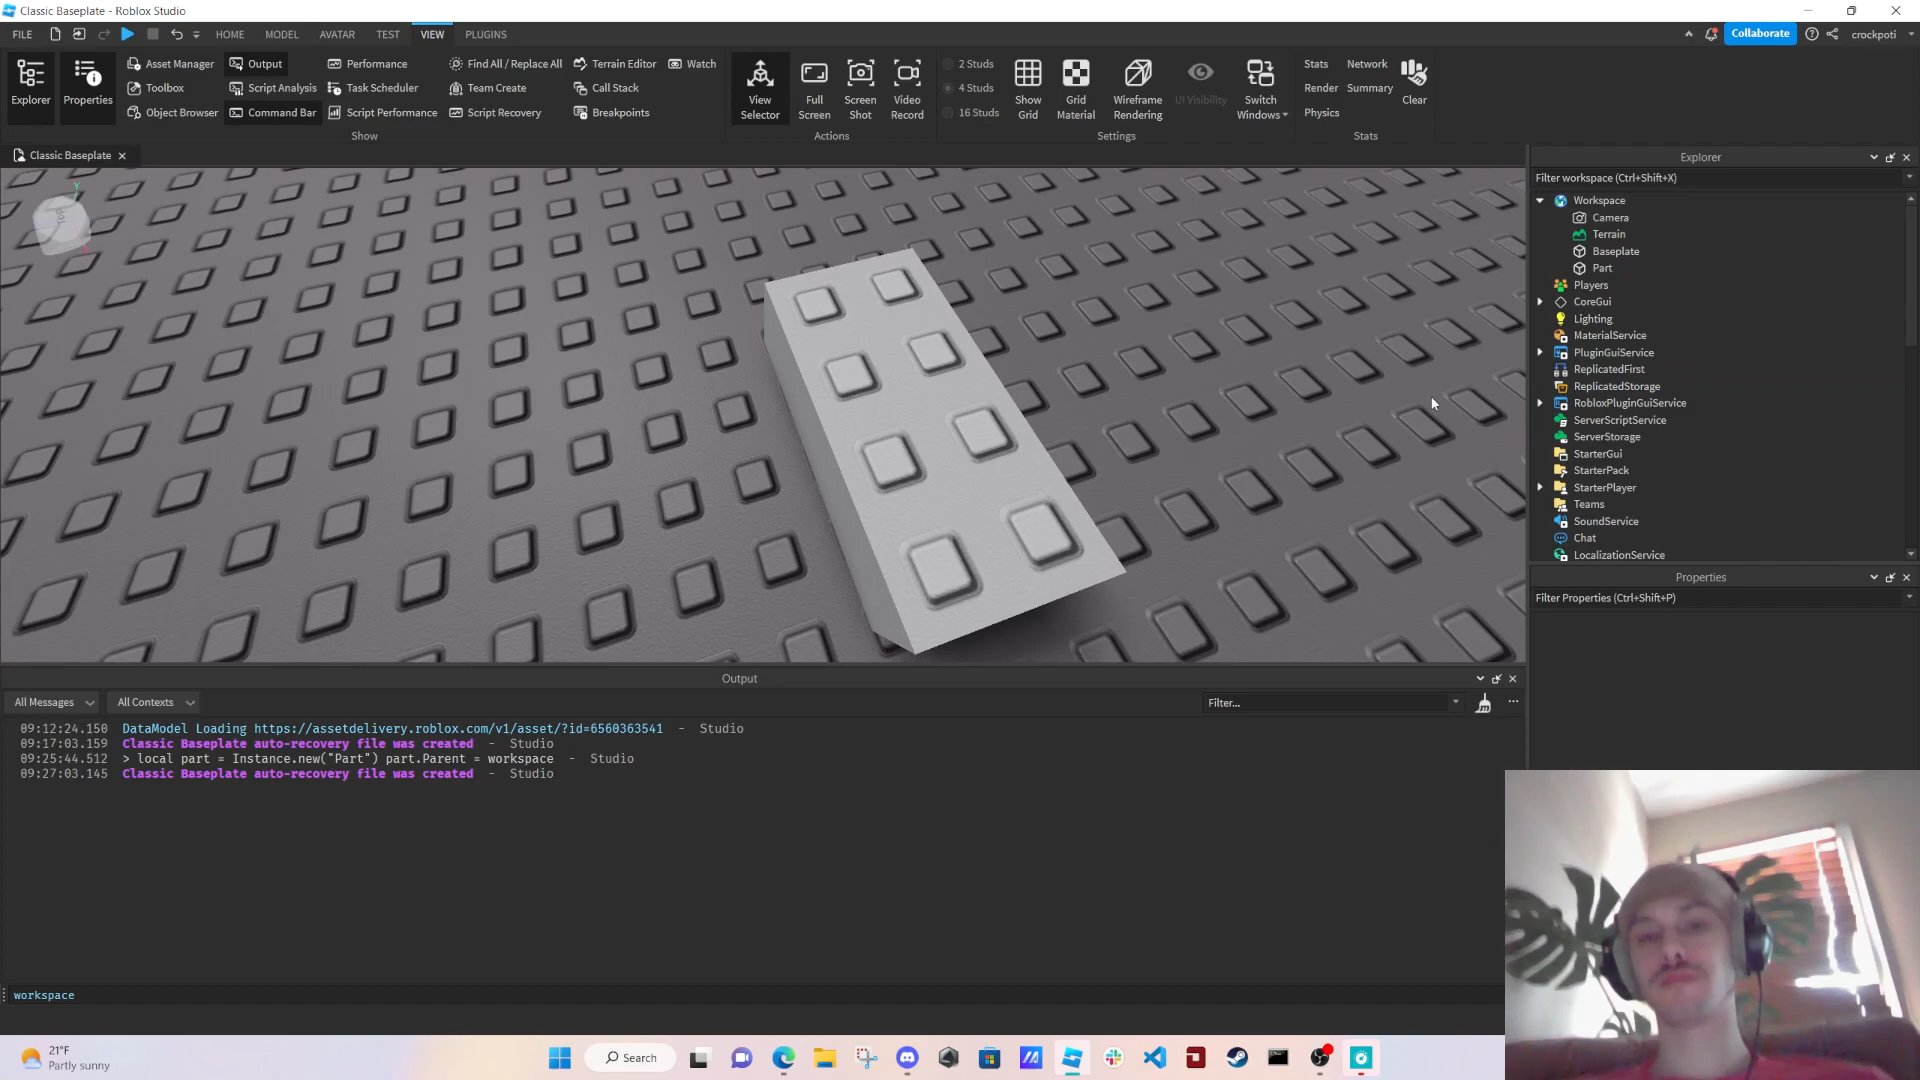 Classic Baseplate - Roblox Studio
FILE HOME MODEL AVATAR TEST VIEW PLUGINS
Collaborate
crockpoti
Explorer
Properties
Asset Manager
Toolbox
Object Browser
Output
Script Analysis
Command Bar
Performance
Task Scheduler
Script Performance
Find All / Replace All
Team Create
Script Recovery
Terrain Editor
Call Stack
Breakpoints
Watch
Show
View Selector
Full Screen
Screen Shot
Video Record
Actions
2 Studs
4 Studs
16 Studs
Show Grid
Grid Material
Wireframe Rendering
UI Visibility
Switch Windows
Settings
Stats
Render
Physics
Network
Summary
Clear
Stats
Classic Baseplate
Y
X
Explorer
Filter workspace (Ctrl+Shift+X)
Workspace
Camera
Terrain
Baseplate
Part
Players
CoreGui
Lighting
MaterialService
PluginGuiService
ReplicatedFirst
ReplicatedStorage
RobloxPluginGuiService
ServerScriptService
ServerStorage
StarterGui
StarterPack
StarterPlayer
Teams
SoundService
Chat
LocalizationService
Properties
Filter Properties (Ctrl+Shift+P)
Output
All Messages
All Contexts
Filter...
09:12:24.150 DataModel Loading https://assetdelivery.roblox.com/v1/asset/?id=6560363541 - Studio
09:17:03.159 Classic Baseplate auto-recovery file was created - Studio
09:25:44.512 > local part = Instance.new("Part") part.Parent = workspace - Studio
09:27:03.145 Classic Baseplate auto-recovery file was created - Studio
workspace
21°F
Partly sunny
Search